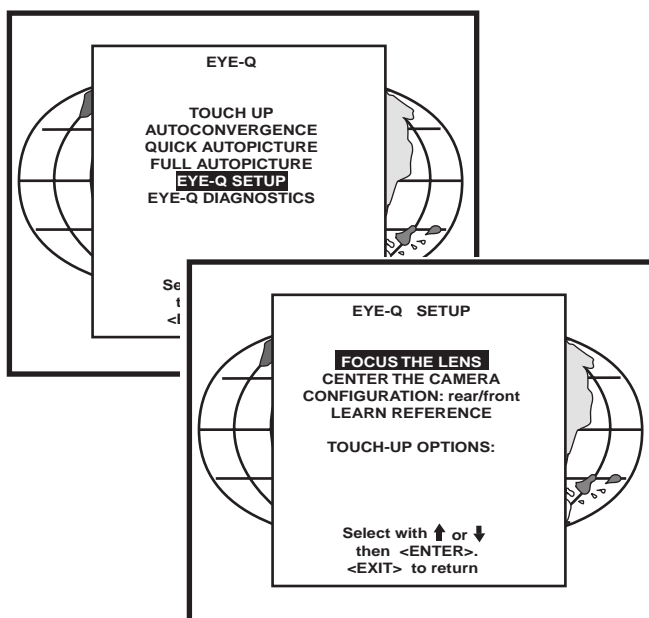 EYE-Q
TOUCH UP
AUTOCONVERGENCE
QUICK AUTOPICTURE
FULL AUTOPICTURE
EYE-Q SETUP
EYE-Q DIAGNOSTICS
EYE-Q SETUP
FOCUS THE LENS
CENTER THE CAMERA
CONFIGURATION: rear/front
LEARN REFERENCE
TOUCH-UP OPTIONS:
Select with ⬆ or ⬇
then <ENTER>.
<EXIT> to return